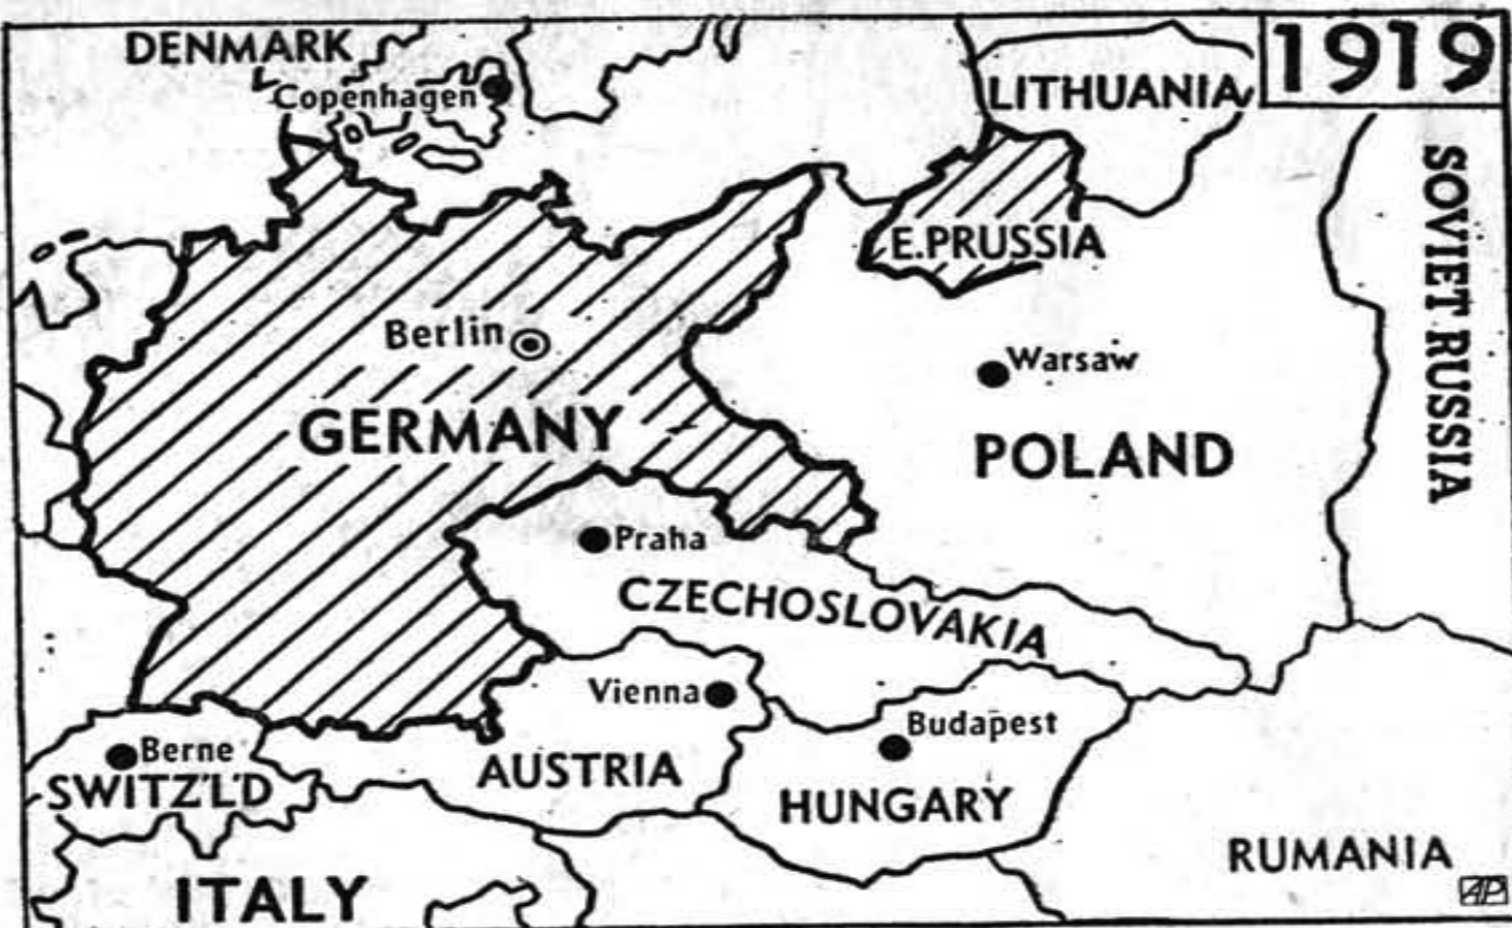 1919
DENMARK
Copenhagen
LITHUANIA
SOVIET RUSSIA
E.PRUSSIA
Berlin
Warsaw
GERMANY
POLAND
Praha
CZECHOSLOVAKIA
Vienna
Budapest
Berne
SWITZ'L'D
AUSTRIA
HUNGARY
RUMANIA
ITALY
AP